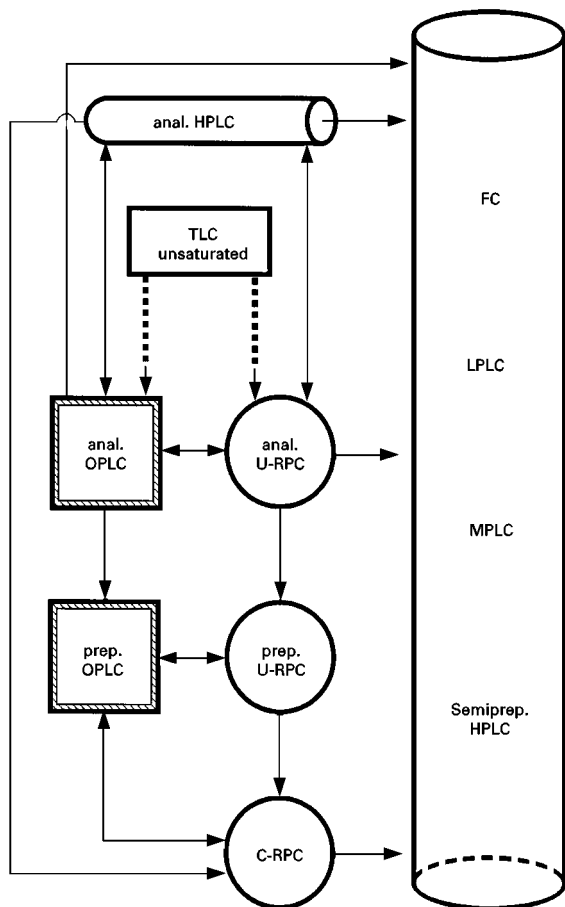 anal. HPLC
FC
TLC
unsaturated
LPLC
anal.
OPLC
anal.
U-RPC
MPLC
prep.
OPLC
prep.
U-RPC
Semiprep.
HPLC
C-RPC